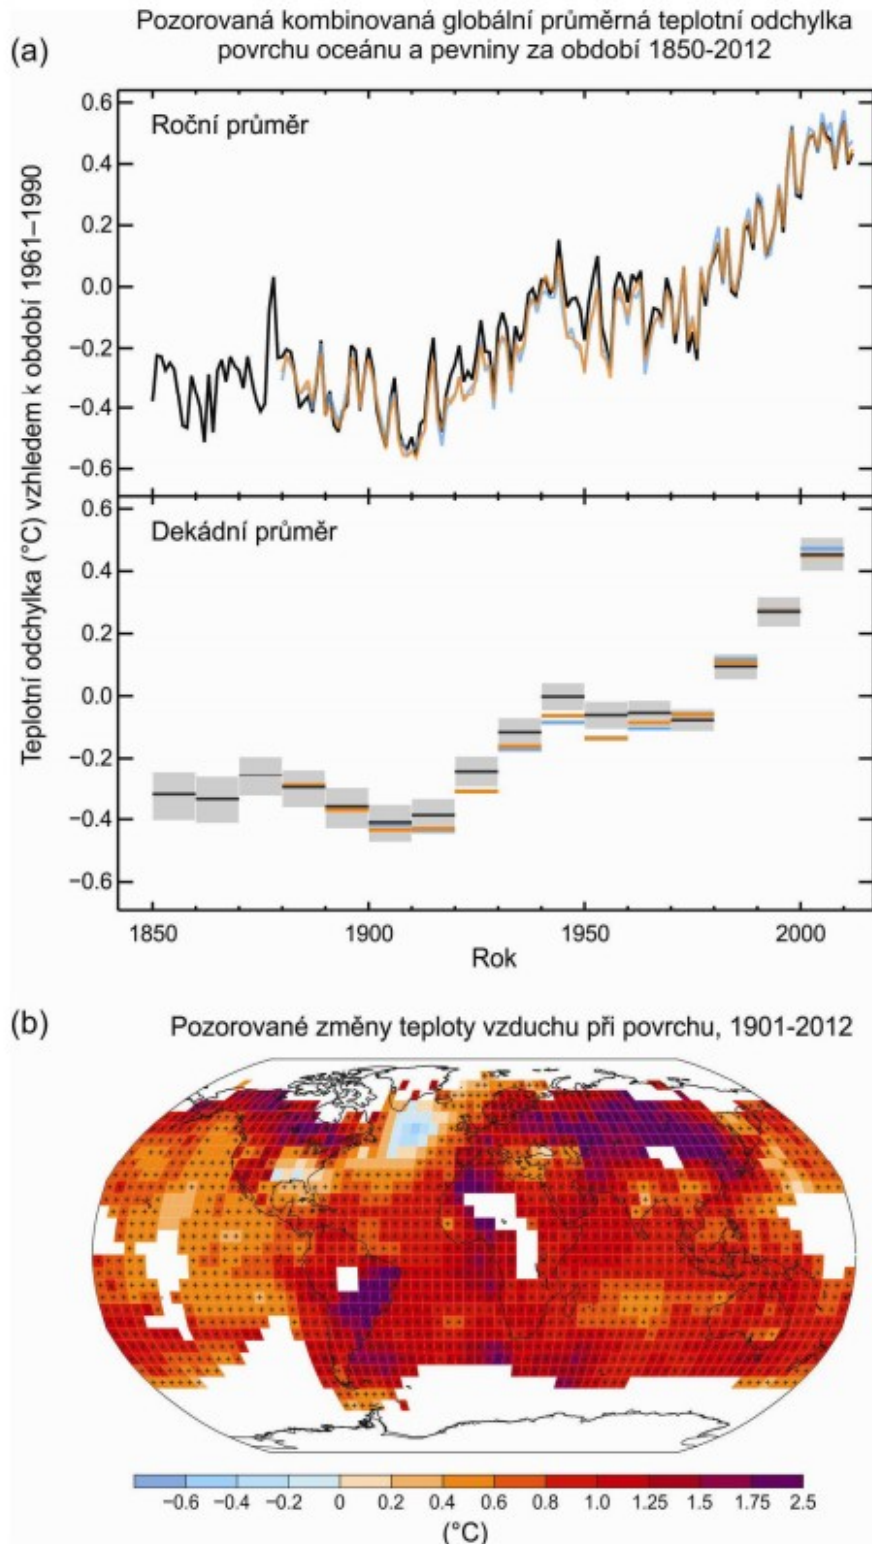 Pozorovaná kombinovaná globální průměrná teplotní odchylka
povrchu oceánu a pevniny za období 1850-2012
(a)
Teplotní odchylka (°C) vzhledem k období 1961–1990
Roční průměr
0.6
0.4
0.2
0.0
−0.2
−0.4
−0.6
Dekádní průměr
0.6
0.4
0.2
0.0
−0.2
−0.4
−0.6
1850 1900 1950 2000
Rok
(b)
Pozorované změny teploty vzduchu při povrchu, 1901-2012
−0.6 −0.4 −0.2 0 0.2 0.4 0.6 0.8 1.0 1.25 1.5 1.75 2.5
(°C)